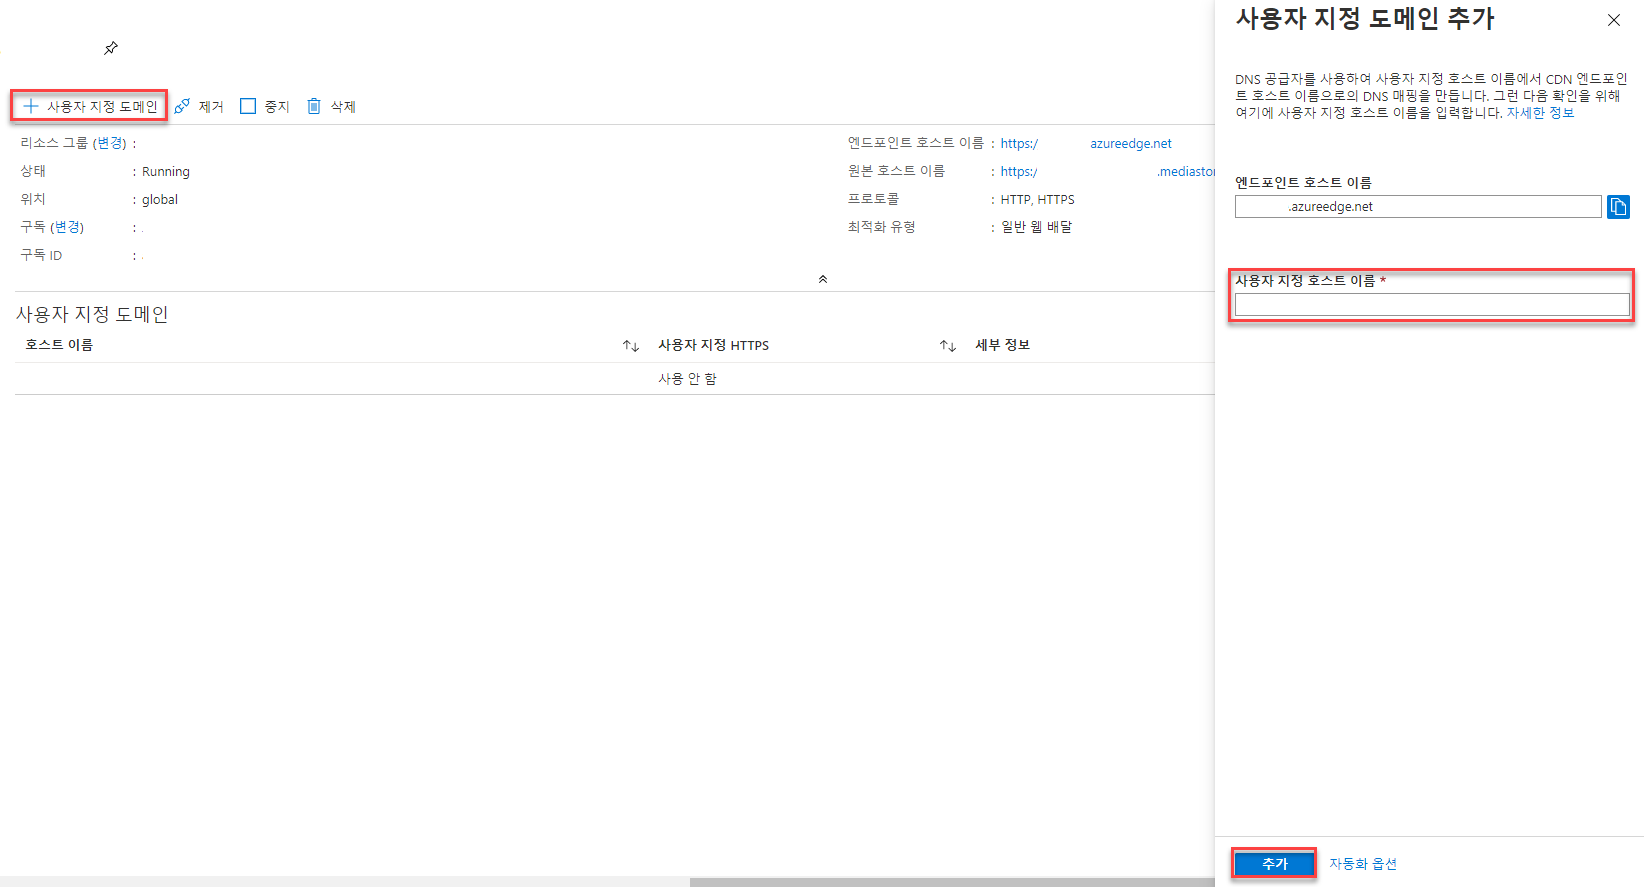 사용자 지정 도메인 제거 중지 삭제
리소스 그룹 (변경) :
상태 : Running
위치 : global
구독 (변경) :
구독 ID :
엔드포인트 호스트 이름 : https:/ azureedge.net
원본 호스트 이름 : https:/ .mediastor
프로토콜 : HTTP, HTTPS
최적화 유형 : 일반 웹 배달
사용자 지정 도메인
호스트 이름 사용자 지정 HTTPS 세부 정보
사용 안 함
사용자 지정 도메인 추가
DNS 공급자를 사용하여 사용자 지정 호스트 이름에서 CDN 엔드포인
트 호스트 이름으로의 DNS 매핑을 만듭니다. 그런 다음 확인을 위해
여기에 사용자 지정 호스트 이름을 입력합니다. 자세한 정보
엔드포인트 호스트 이름
.azureedge.net
사용자 지정 호스트 이름 *
추가 자동화 옵션